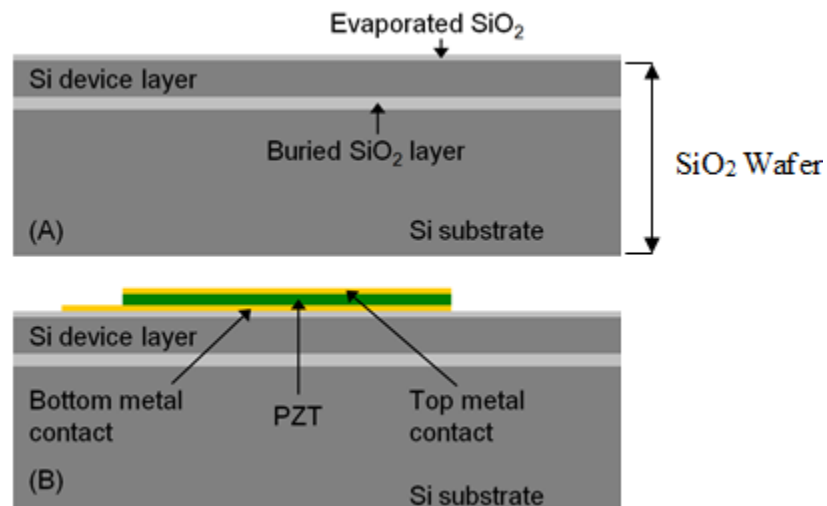 Evaporated SiO₂
Si device layer
Buried SiO₂ layer
SiO₂ Wafer
(A)
Si substrate
Si device layer
Bottom metal
contact
PZT
Top metal
contact
(B)
Si substrate